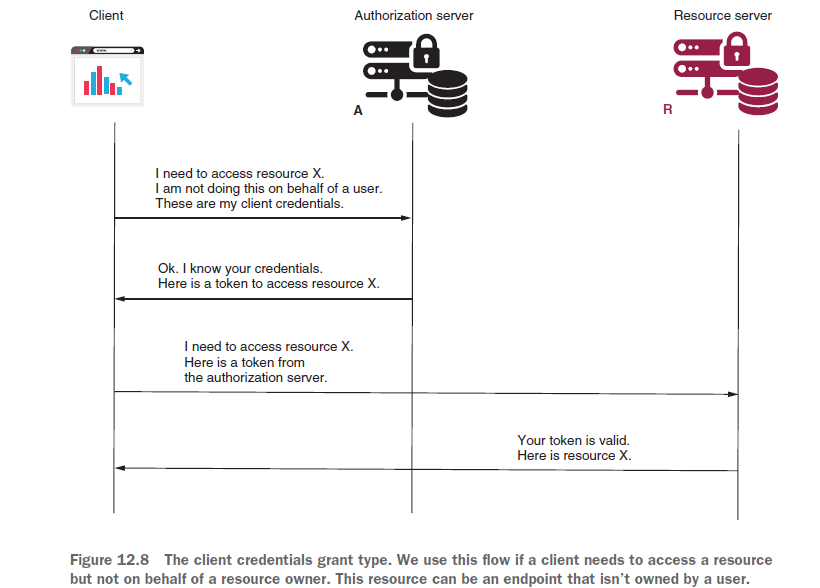 Client
Authorization server
Resource server
www.
A
R
I need to access resource X.
I am not doing this on behalf of a user.
These are my client credentials.
Ok. I know your credentials.
Here is a token to access resource X.
I need to access resource X.
Here is a token from
the authorization server.
Your token is valid.
Here is resource X.
Figure 12.8 The client credentials grant type. We use this flow if a client needs to access a resource
but not on behalf of a resource owner. This resource can be an endpoint that isn't owned by a user.